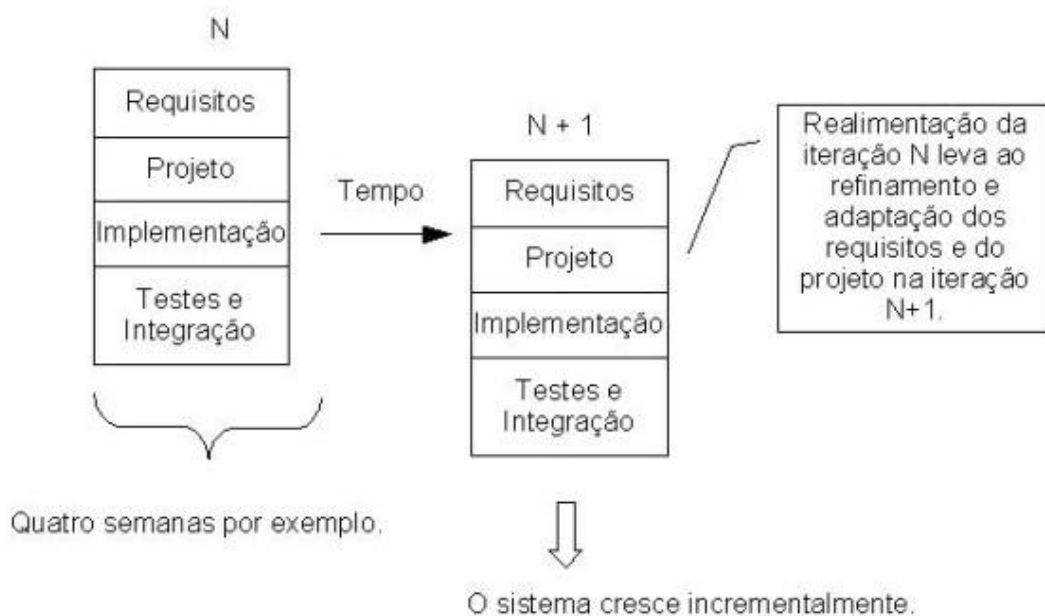 N
Requisitos
Projeto
Implementação
Testes e
Integração
Quatro semanas por exemplo.
Tempo
N + 1
Requisitos
Projeto
Implementação
Testes e
Integração
O sistema cresce incrementalmente.
Realimentação da
iteração N leva ao
refinamento e
adaptação dos
requisitos e do
projeto na iteração
N+1.